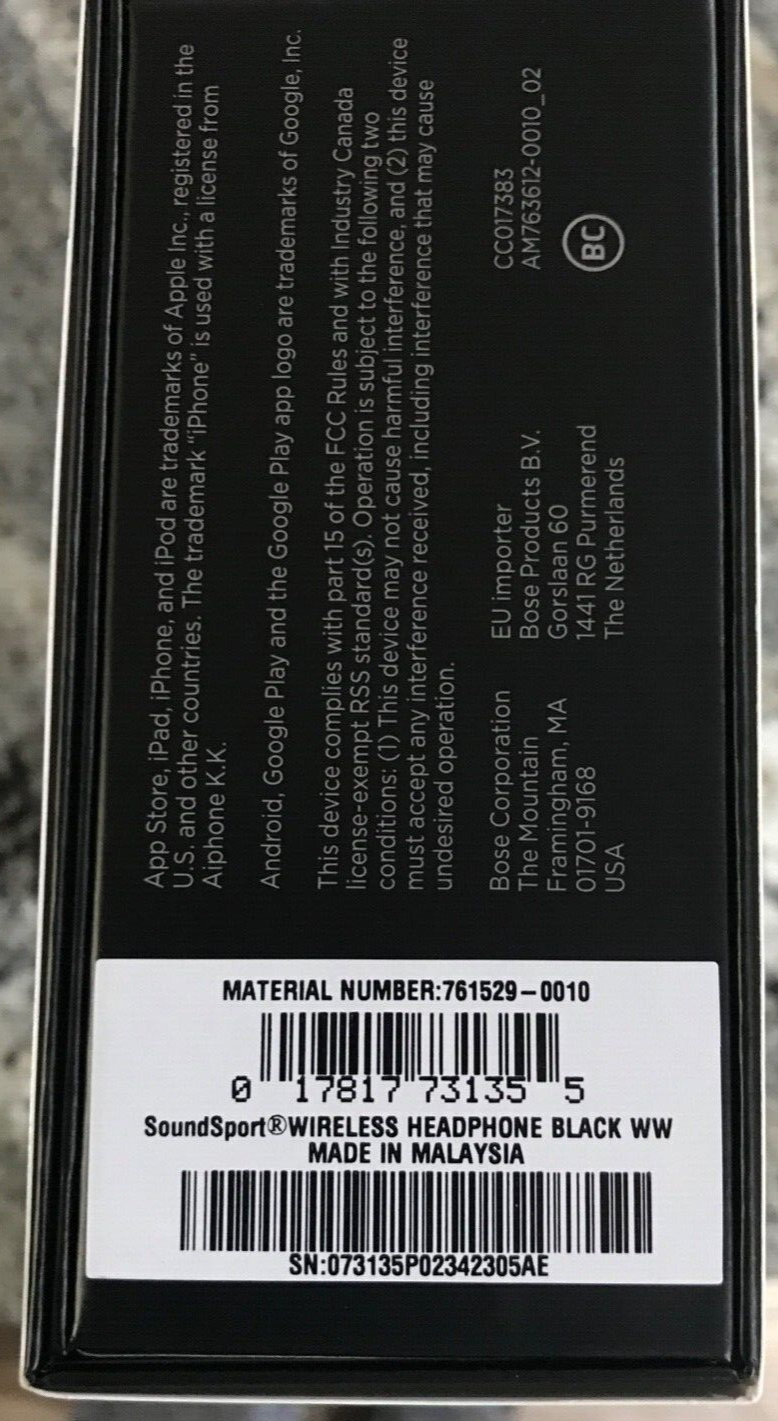 App Store, iPad, iPhone, and iPod are trademarks of Apple Inc., registered in the
U.S. and other countries. The trademark "iPhone" is used with a license from
Aiphone K.K.
Android, Google Play and the Google Play app logo are trademarks of Google, Inc.
This device complies with part 15 of the FCC Rules and with Industry Canada
license-exempt RSS standard(s). Operation is subject to the following two
conditions: (1) This device may not cause harmful interference, and (2) this device
must accept any interference received, including interference that may cause
undesired operation.
Bose Corporation
The Mountain
Framingham, MA
01701-9168
USA
EU importer
Bose Products B.V.
Gorslaan 60
1441 RG Purmerend
The Netherlands
CC017383
AM763612-0010_02
BC
MATERIAL NUMBER:761529-0010
0 17817 73135 5
SoundSport®WIRELESS HEADPHONE BLACK WW
MADE IN MALAYSIA
SN:073135P02342305AE